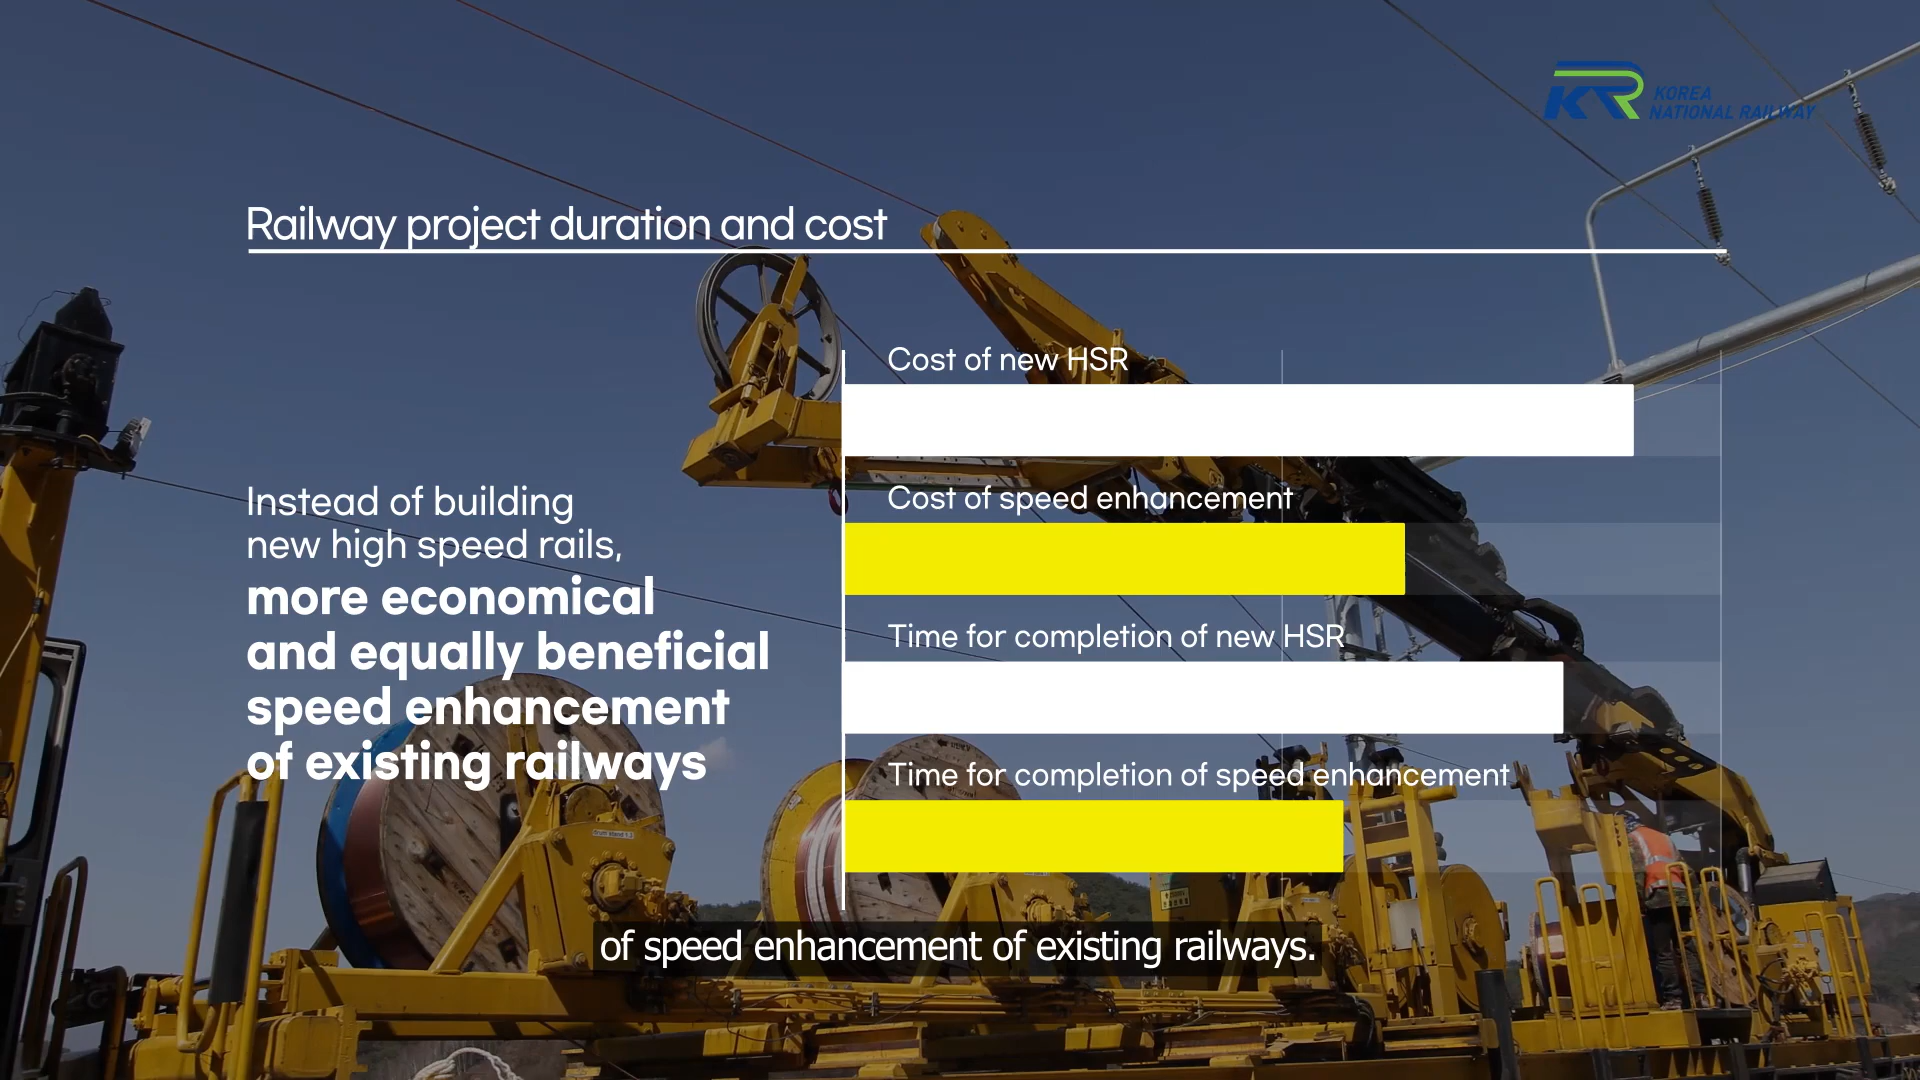 KR KOREA
NATIONAL RAILWAY
Railway project duration and cost
Instead of building
new high speed rails,
more economical
and equally beneficial
speed enhancement
of existing railways
Cost of new HSR
Cost of speed enhancement
Time for completion of new HSR
Time for completion of speed enhancement
of speed enhancement of existing railways.